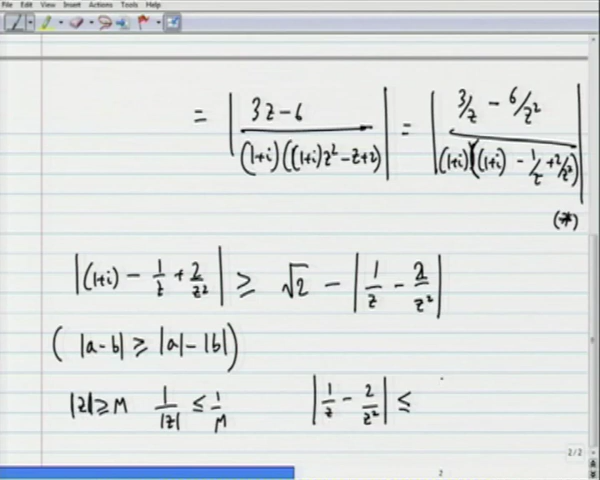 File Edit View Insert Actions Tools Help
= | 3z-6 / (1+i)((1+i)z² - z+2) | = | 3/z - 6/z² / (1+i)((1+i) - 1/z + 2/z²) |
(*)
|(1+i) - 1/z + 2/z²| ≥ √2 - |1/z - 2/z²|
( |a-b| ≥ |a|-|b| )
|z|≥M 1/|z| ≤ 1/M |1/z - 2/z²| ≤
2/2
2